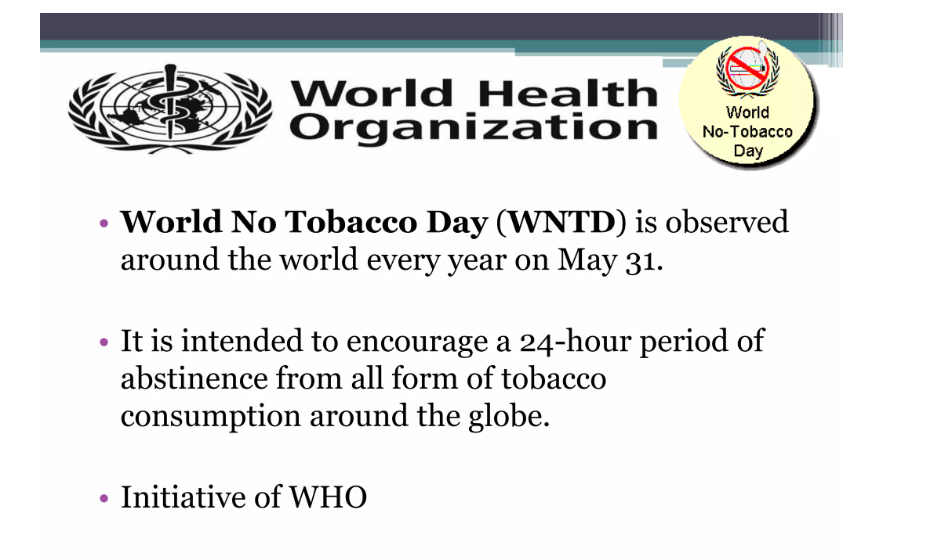 World Health
Organization
World
No-Tobacco
Day
• World No Tobacco Day (WNTD) is observed
around the world every year on May 31.
• It is intended to encourage a 24-hour period of
abstinence from all form of tobacco
consumption around the globe.
• Initiative of WHO